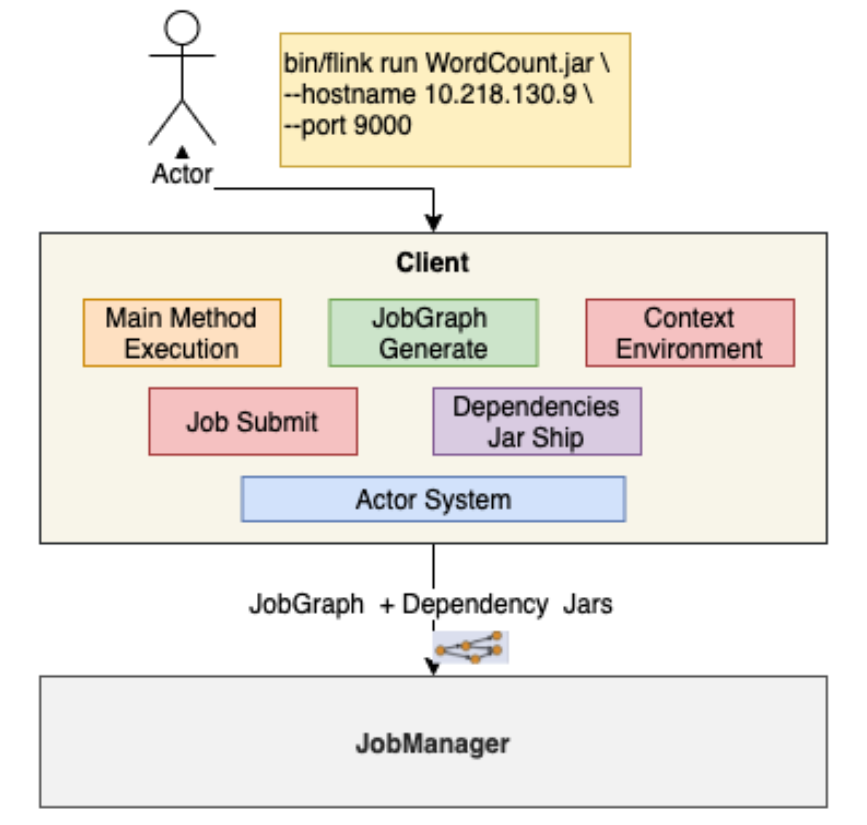 bin/flink run WordCount.jar \
--hostname 10.218.130.9 \
--port 9000
Actor
Client
Main Method
Execution
JobGraph
Generate
Context
Environment
Job Submit
Dependencies
Jar Ship
Actor System
JobGraph + Dependency Jars
JobManager